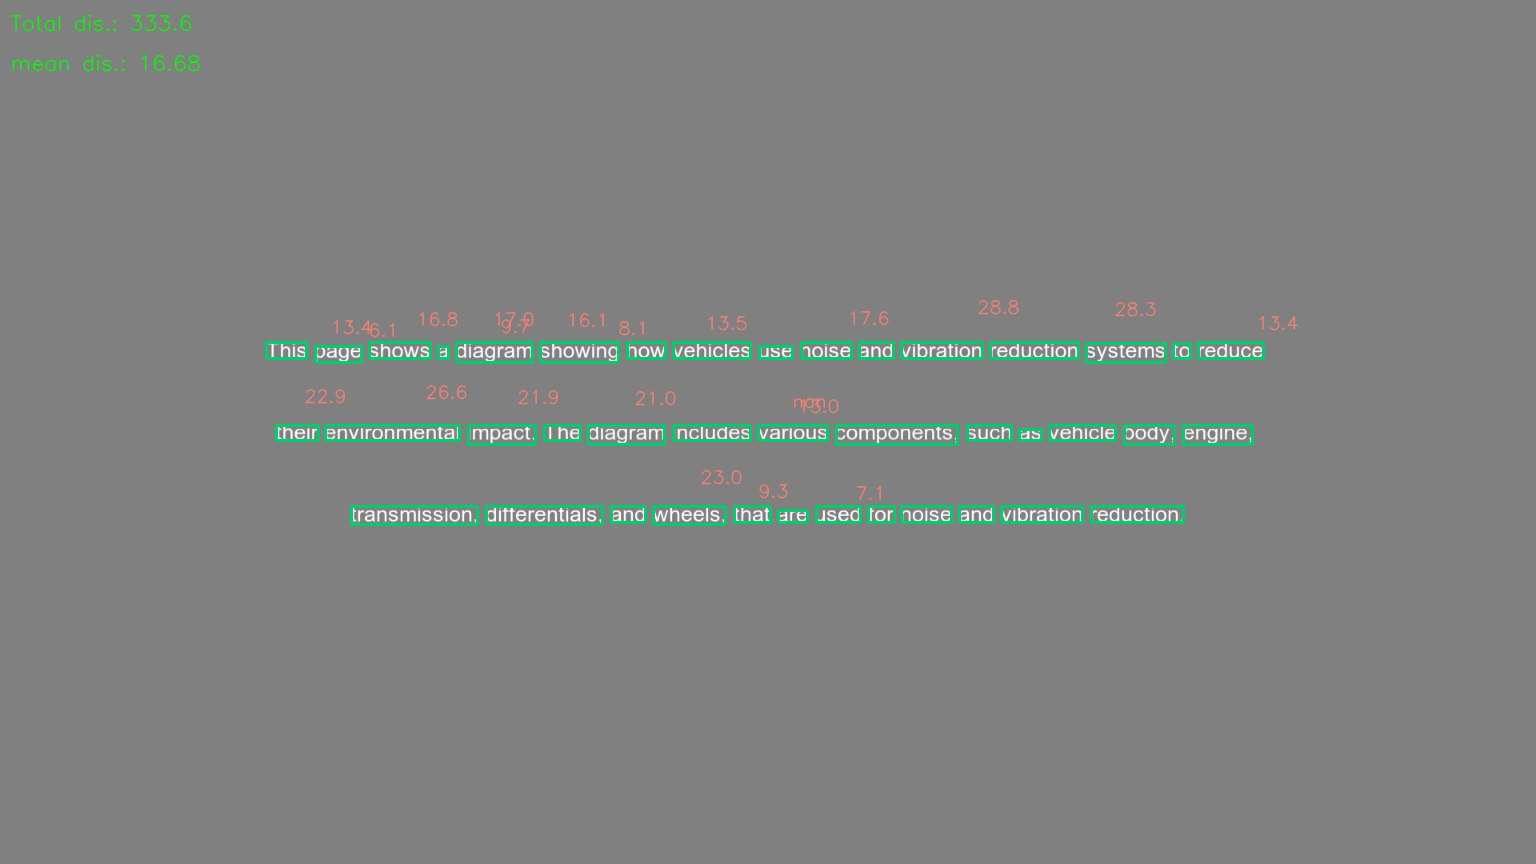 Total dis.: 333.6
mean dis.: 16.68
28.8 28.3
13.4 6.1 16.8 17.0 9.7 16.1 8.1 13.5 17.6 13.4
This page shows a diagram showing how vehicles use noise and vibration reduction systems to reduce
22.9 26.6 21.9 21.0 nan 13.0
their environmental impact. The diagram includes various components, such as vehicle body, engine,
23.0 9.3 7.1
transmission, differentials, and wheels, that are used for noise and vibration reduction.